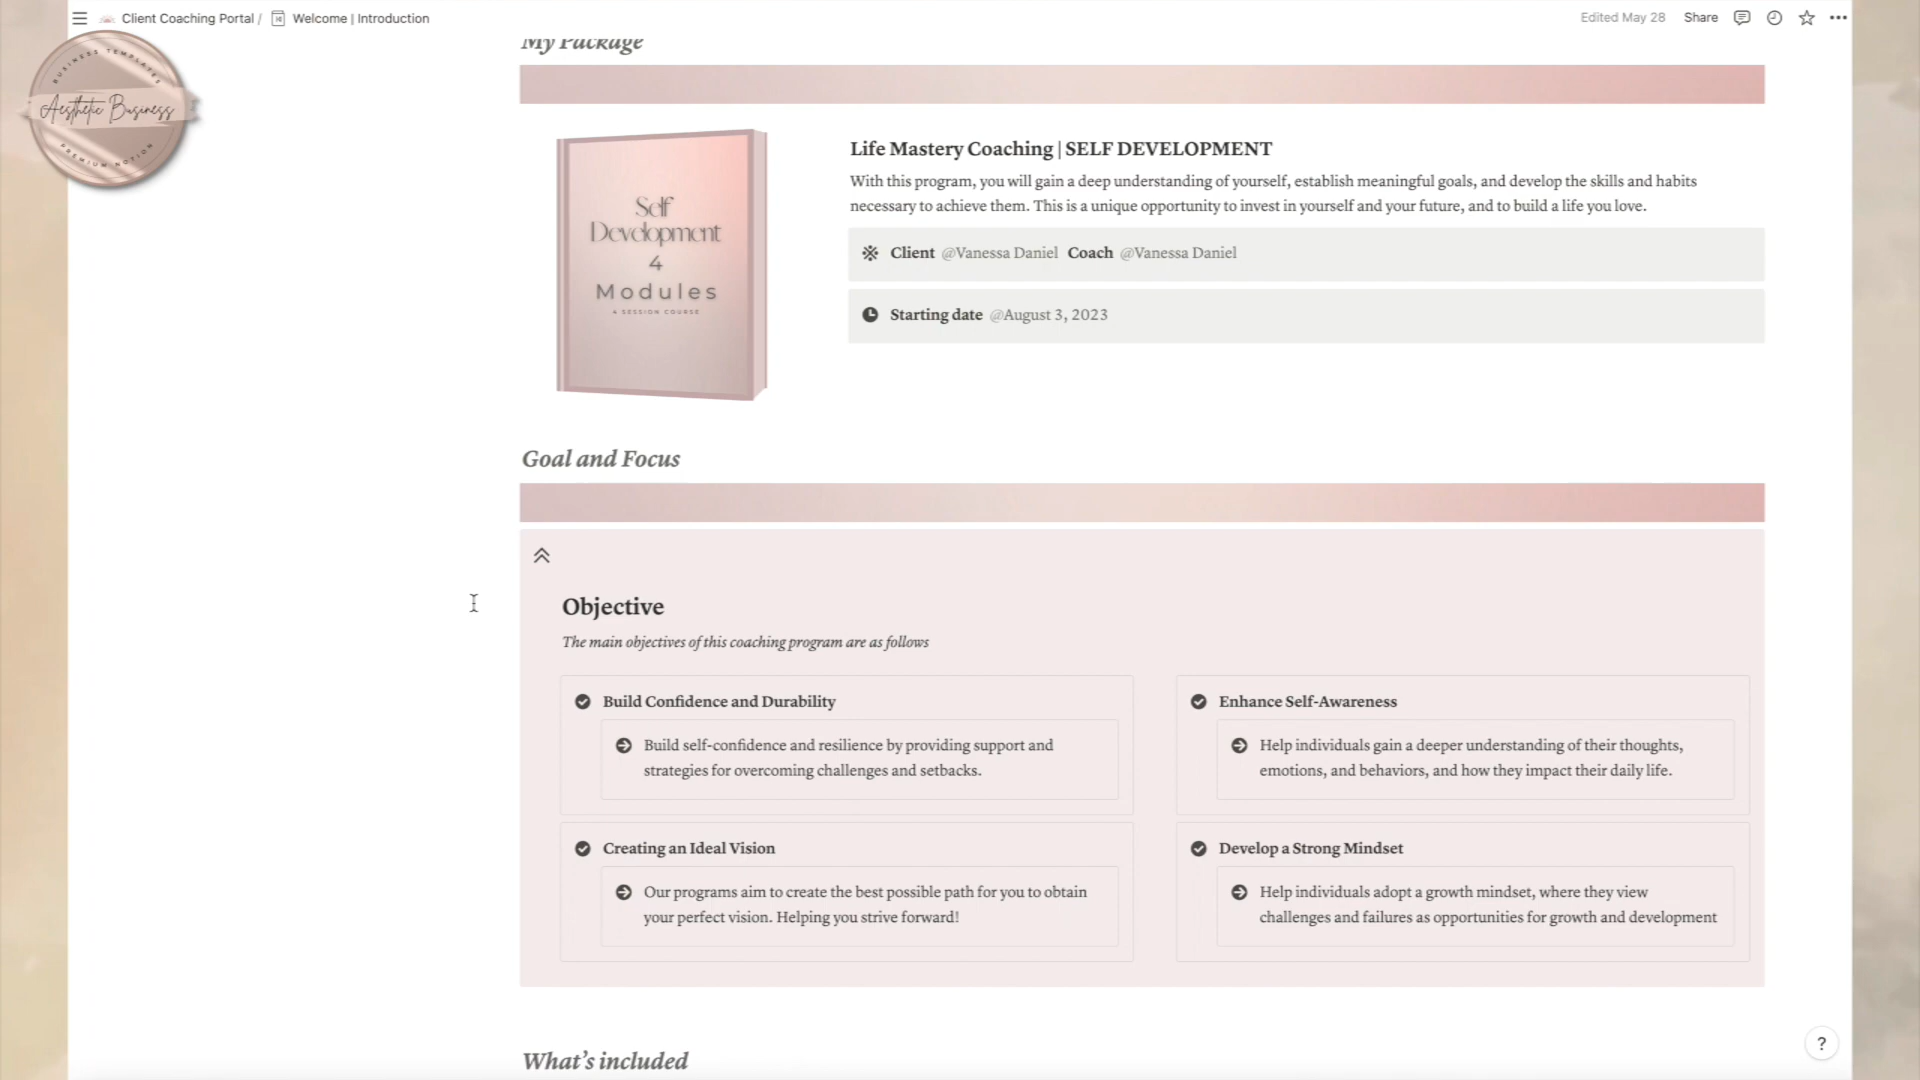 Client Coaching Portal / Welcome | Introduction
Edited May 28 Share
BUSINESS TEMPLATES
Aesthetic Business
PREMIUM NOTION
My Package
Self
Development
4
Modules
4 SESSION COURSE
Life Mastery Coaching | SELF DEVELOPMENT
With this program, you will gain a deep understanding of yourself, establish meaningful goals, and develop the skills and habits
necessary to achieve them. This is a unique opportunity to invest in yourself and your future, and to build a life you love.
Client @Vanessa Daniel Coach @Vanessa Daniel
Starting date @August 3, 2023
Goal and Focus
Objective
The main objectives of this coaching program are as follows
Build Confidence and Durability
Build self-confidence and resilience by providing support and
strategies for overcoming challenges and setbacks.
Enhance Self-Awareness
Help individuals gain a deeper understanding of their thoughts,
emotions, and behaviors, and how they impact their daily life.
Creating an Ideal Vision
Our programs aim to create the best possible path for you to obtain
your perfect vision. Helping you strive forward!
Develop a Strong Mindset
Help individuals adopt a growth mindset, where they view
challenges and failures as opportunities for growth and development
What's included
?